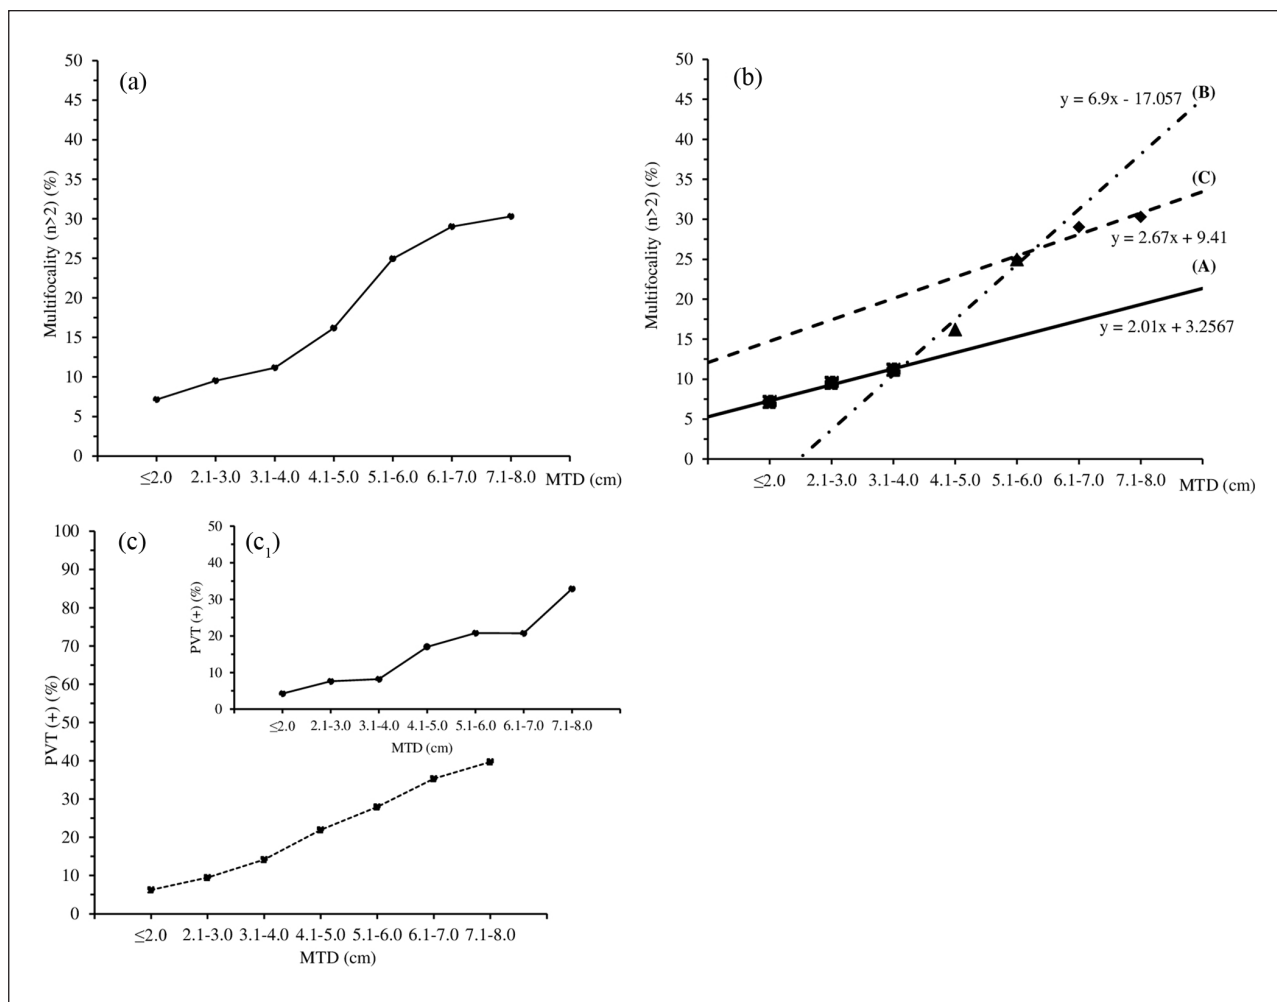 (a)
50
45
40
35
30
25
20
15
10
5
0
Multifocality (n>2) (%)
≤2.0 2.1-3.0 3.1-4.0 4.1-5.0 5.1-6.0 6.1-7.0 7.1-8.0 MTD (cm)
(b)
50
45
40
35
30
25
20
15
10
5
0
Multifocality (n>2) (%)
y = 6.9x - 17.057 (B)
(C)
y = 2.67x + 9.41
(A)
y = 2.01x + 3.2567
≤2.0 2.1-3.0 3.1-4.0 4.1-5.0 5.1-6.0 6.1-7.0 7.1-8.0 MTD (cm)
(c)
100
90
80
70
60
50
40
30
20
10
0
PVT (+) (%)
≤2.0 2.1-3.0 3.1-4.0 4.1-5.0 5.1-6.0 6.1-7.0 7.1-8.0
MTD (cm)
(c1)
50
40
30
20
10
0
PVT (+) (%)
≤2.0 2.1-3.0 3.1-4.0 4.1-5.0 5.1-6.0 6.1-7.0 7.1-8.0
MTD (cm)